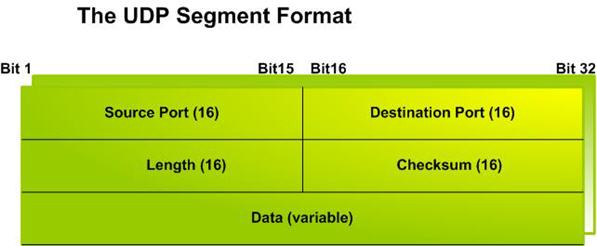 The UDP Segment Format
Bit 1 Bit15 Bit16 Bit 32
Source Port (16) Destination Port (16)
Length (16) Checksum (16)
Data (variable)